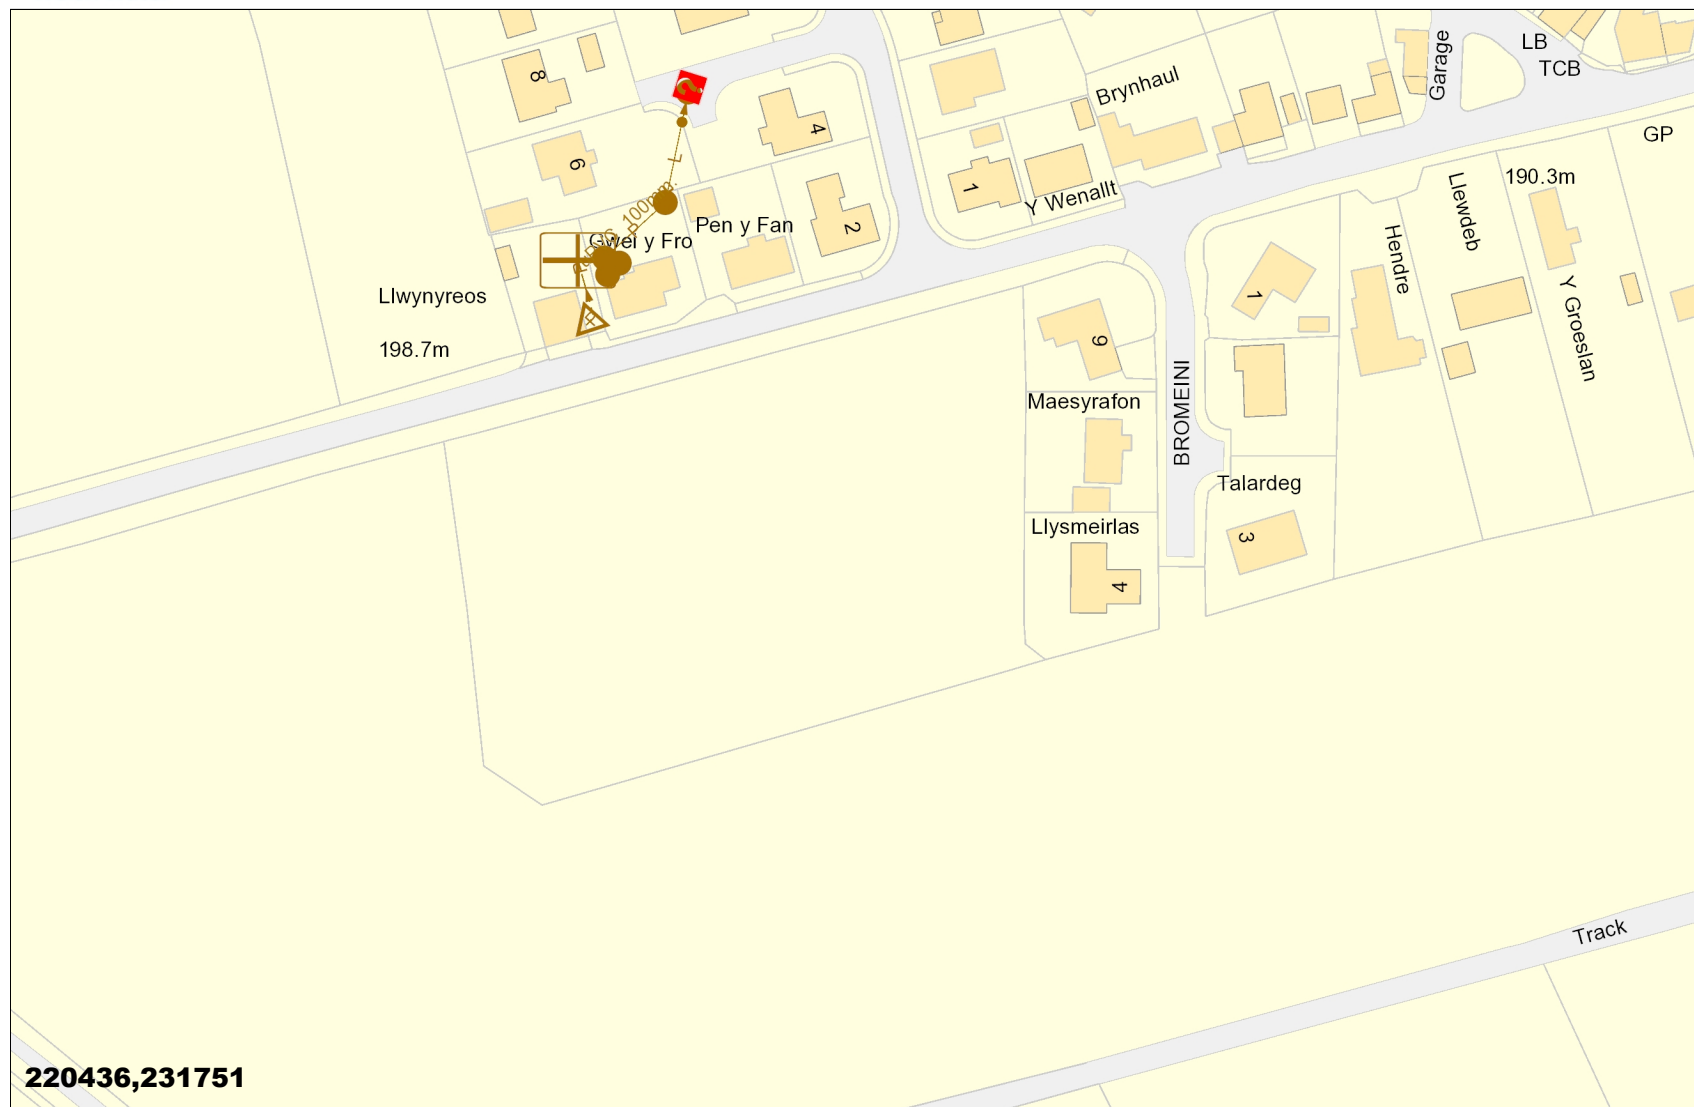 LB
TCB
Garage
8
?
Brynhaul
4
GP
6
L
190.3m
Llewdeb
1
100mm
Y Wenallt
2
Pen y Fan
P
Gwel y Fro
Hendre
Llwynyreos
1
Y Groeslan
198.7m
9
BROMEINI
Maesyrafon
Talardeg
Llysmeirlas
3
4
Track
220436,231751